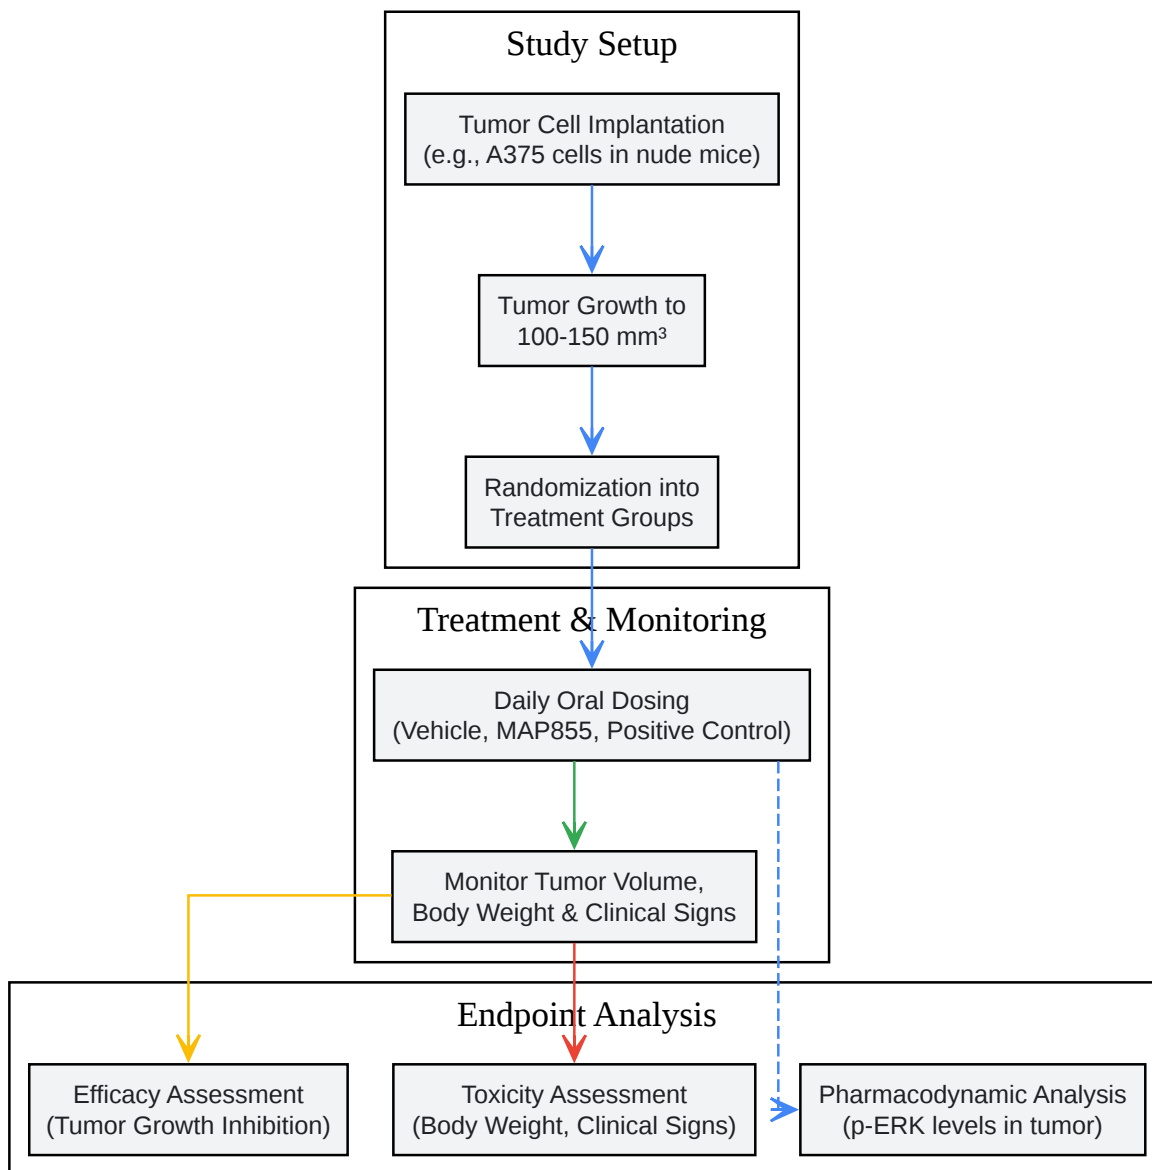 Study Setup
Tumor Cell Implantation
(e.g., A375 cells in nude mice)
Tumor Growth to
100-150 mm³
Randomization into
Treatment Groups
Treatment & Monitoring
Daily Oral Dosing
(Vehicle, MAP855, Positive Control)
Monitor Tumor Volume,
Body Weight & Clinical Signs
Endpoint Analysis
Efficacy Assessment
(Tumor Growth Inhibition)
Toxicity Assessment
(Body Weight, Clinical Signs)
Pharmacodynamic Analysis
(p-ERK levels in tumor)